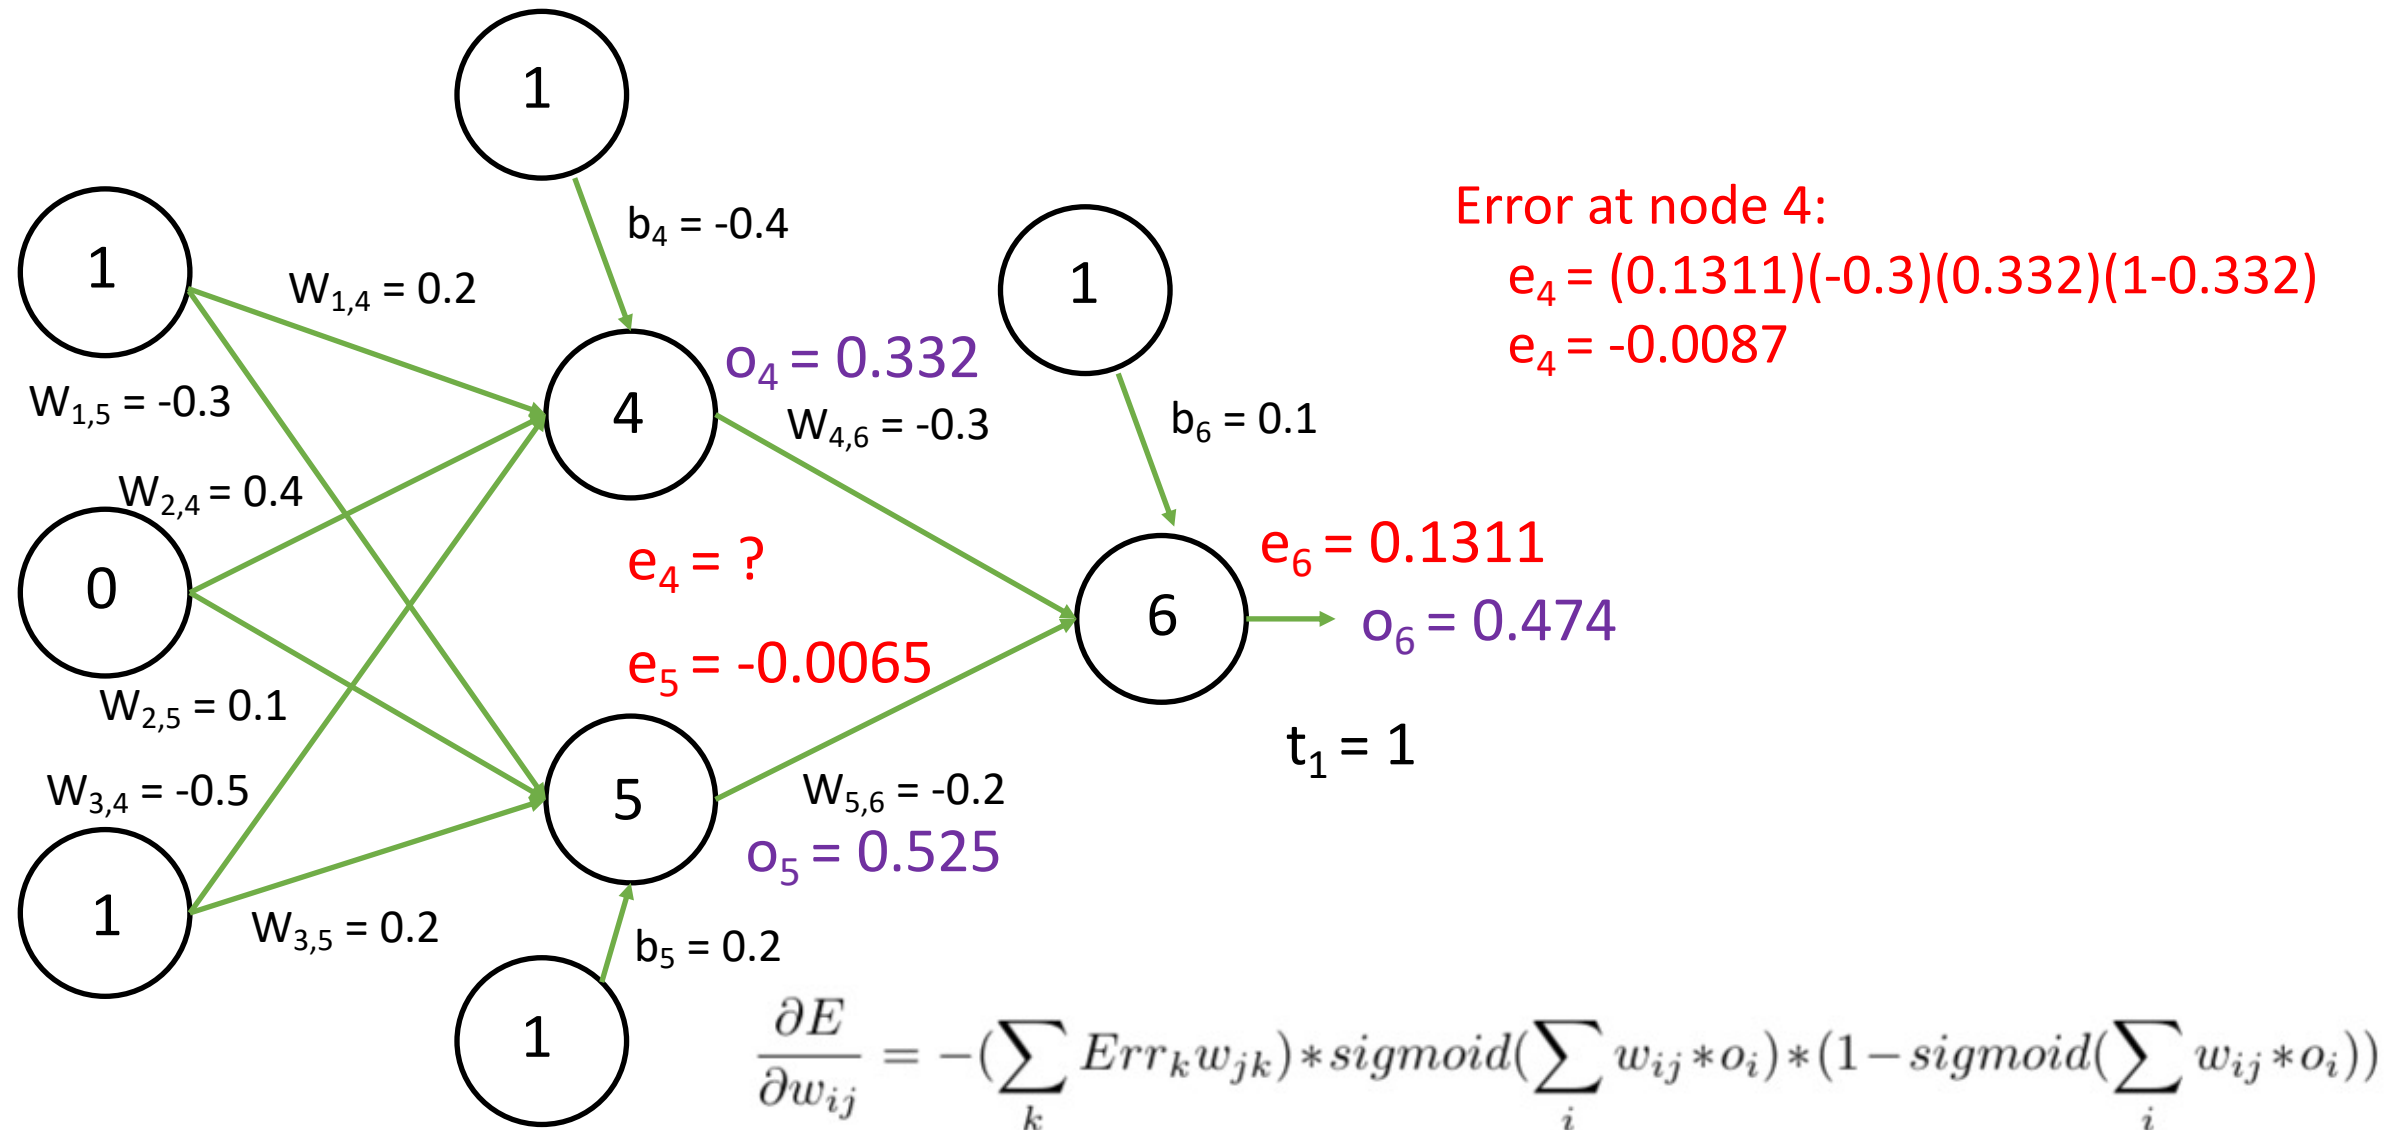 1
b₄ = -0.4
1
W₁,₄ = 0.2
W₁,₅ = -0.3
1
b₆ = 0.1
Error at node 4:
e₄ = (0.1311)(-0.3)(0.332)(1-0.332)
e₄ = -0.0087
o₄ = 0.332
4
W₄,₆ = -0.3
W₂,₄ = 0.4
0
e₄ = ?
e₆ = 0.1311
6
o₆ = 0.474
e₅ = -0.0065
W₂,₅ = 0.1
t₁ = 1
W₃,₄ = -0.5
5
W₅,₆ = -0.2
o₅ = 0.525
1
W₃,₅ = 0.2
b₅ = 0.2
1
∂E/∂wᵢⱼ = −(∑ₖ Errₖwⱼₖ)∗sigmoid(∑ᵢ wᵢⱼ∗oᵢ)∗(1−sigmoid(∑ᵢ wᵢⱼ∗oᵢ))